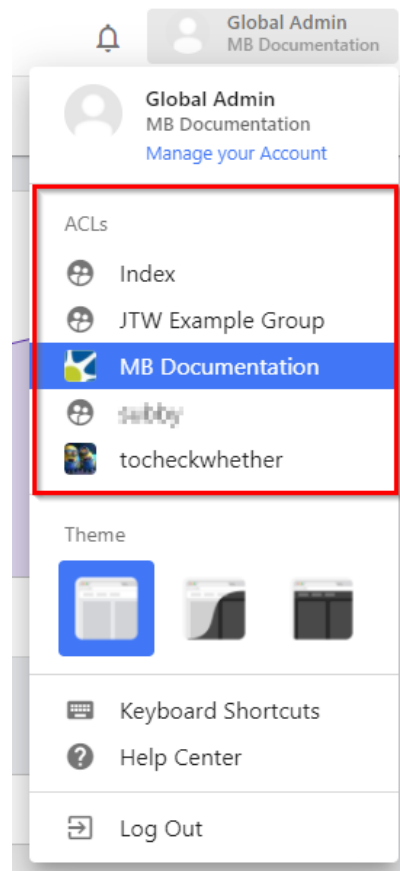 Global Admin
MB Documentation
Global Admin
MB Documentation
Manage your Account
ACLs
Index
JTW Example Group
MB Documentation
tocheckwhether
Theme
Keyboard Shortcuts
Help Center
Log Out